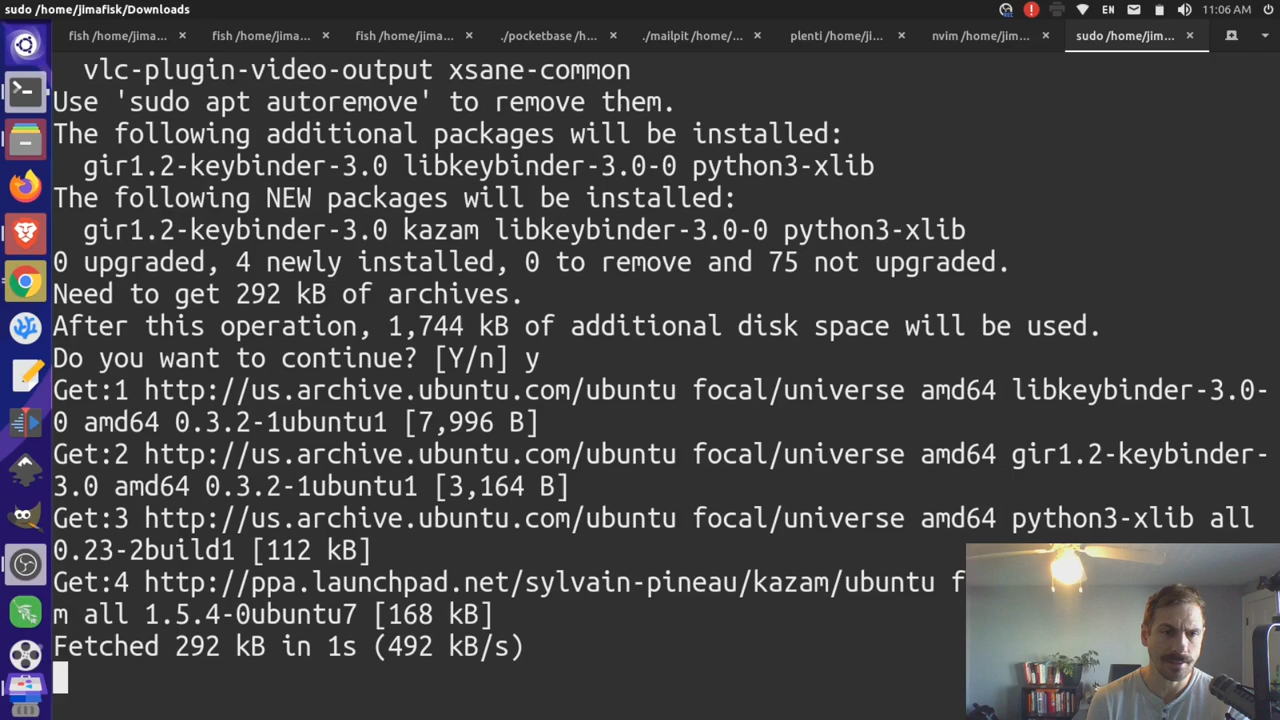 sudo /home/jimafisk/Downloads
EN
11:06 AM
fish /home/jima...
fish /home/jima...
fish /home/jima...
./pocketbase /h...
./mailpit /home/...
plenti /home/jim...
nvim /home/jim...
sudo /home/jim...
vlc-plugin-video-output xsane-common
Use 'sudo apt autoremove' to remove them.
The following additional packages will be installed:
gir1.2-keybinder-3.0 libkeybinder-3.0-0 python3-xlib
The following NEW packages will be installed:
gir1.2-keybinder-3.0 kazam libkeybinder-3.0-0 python3-xlib
0 upgraded, 4 newly installed, 0 to remove and 75 not upgraded.
Need to get 292 kB of archives.
After this operation, 1,744 kB of additional disk space will be used.
Do you want to continue? [Y/n] y
Get:1 http://us.archive.ubuntu.com/ubuntu focal/universe amd64 libkeybinder-3.0-
0 amd64 0.3.2-1ubuntu1 [7,996 B]
Get:2 http://us.archive.ubuntu.com/ubuntu focal/universe amd64 gir1.2-keybinder-
3.0 amd64 0.3.2-1ubuntu1 [3,164 B]
Get:3 http://us.archive.ubuntu.com/ubuntu focal/universe amd64 python3-xlib all
0.23-2build1 [112 kB]
Get:4 http://ppa.launchpad.net/sylvain-pineau/kazam/ubuntu f
m all 1.5.4-0ubuntu7 [168 kB]
Fetched 292 kB in 1s (492 kB/s)